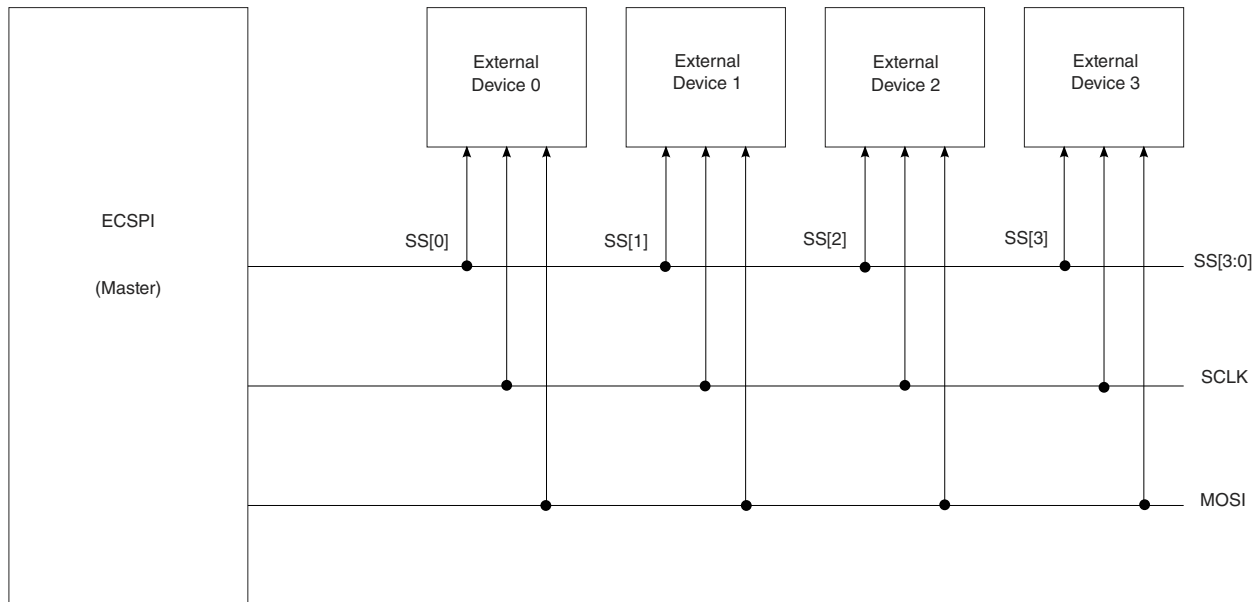 External
Device 0
External
Device 1
External
Device 2
External
Device 3
ECSPI
(Master)
SS[0]
SS[1]
SS[2]
SS[3]
SS[3:0]
SCLK
MOSI